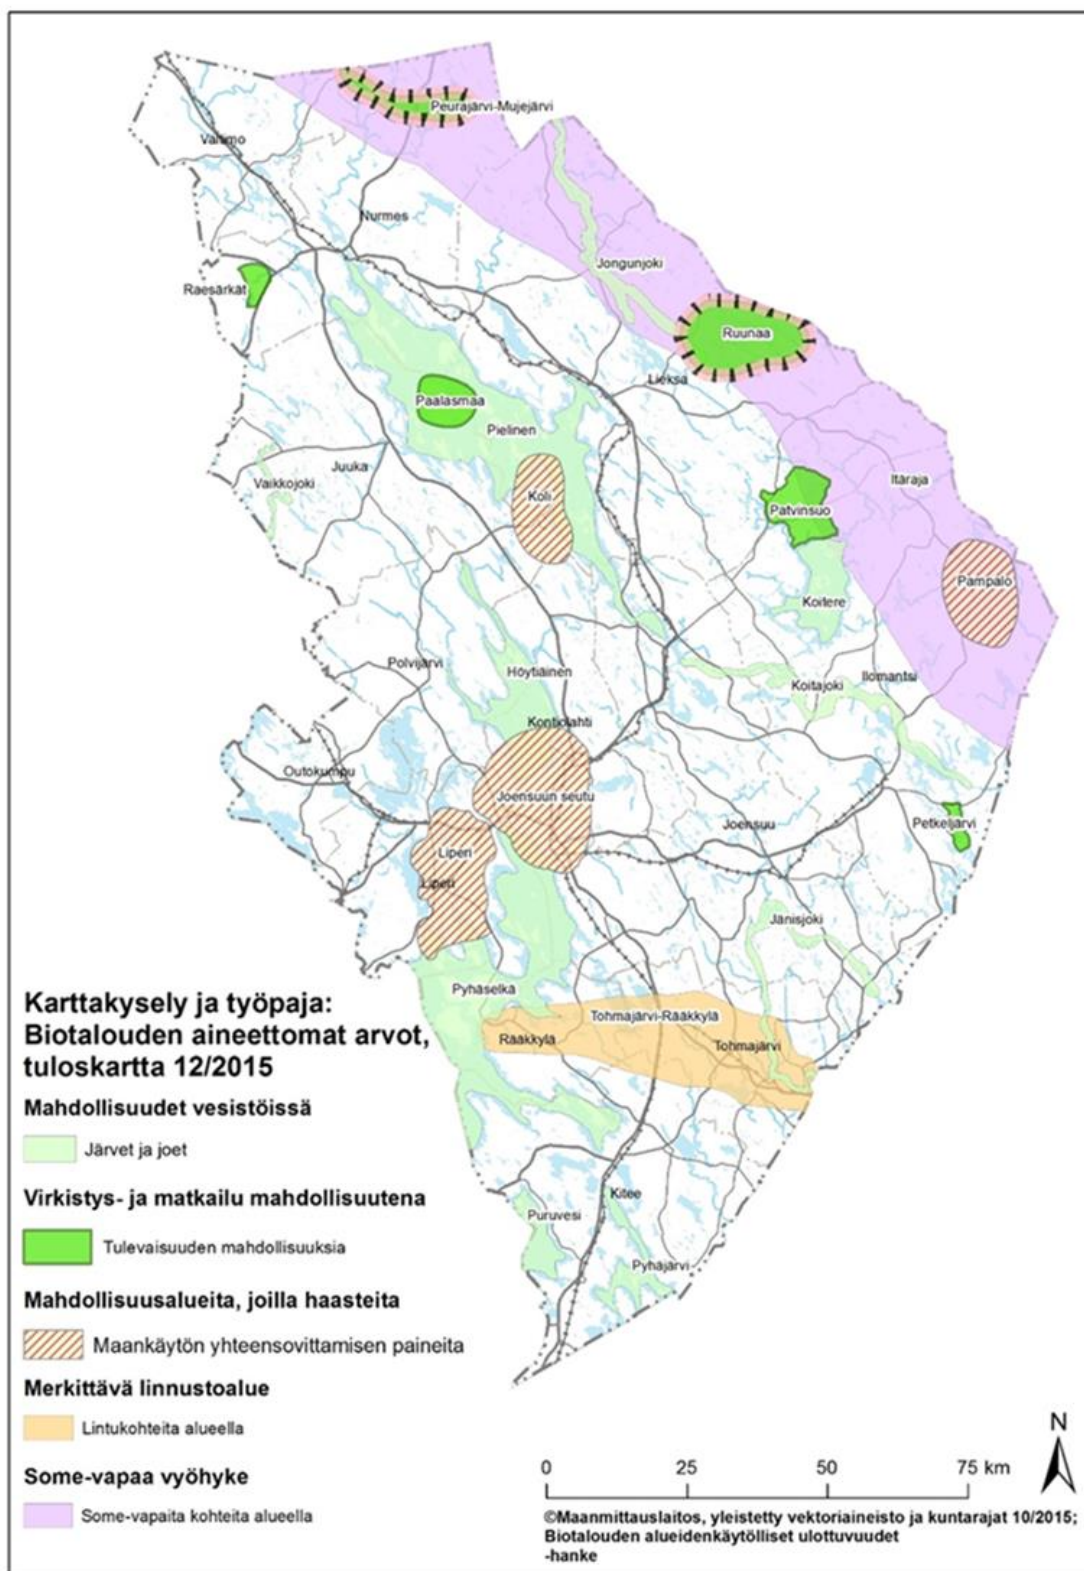 Peurajärvi-Mujejärvi
Valtimo
Nurmes
Jongunjoki
Raesärkät
Ruunaa
Lieksa
Paalasmaa
Pielinen
Juuka
Vaikkojoki
Koli
Itäraja
Patvinsuo
Pampalo
Koitere
Polvijärvi
Höytiäinen
Koitajoki
Ilomantsi
Kontiolahti
Outokumpu
Joensuun seutu
Joensuu
Petkeljärvi
Liperi
Liperi
Jänisjoki
Pyhäselkä
Tohmajärvi-Rääkkylä
Rääkkylä
Tohmajärvi
Kitee
Puruvesi
Pyhäjärvi
Karttakysely ja työpaja:
Biotalouden aineettomat arvot,
tuloskartta 12/2015
Mahdollisuudet vesistöissä
Järvet ja joet
Virkistys- ja matkailu mahdollisuutena
Tulevaisuuden mahdollisuuksia
Mahdollisuusalueita, joilla haasteita
Maankäytön yhteensovittamisen paineita
Merkittävä linnustoalue
Lintukohteita alueella
Some-vapaa vyöhyke
Some-vapaita kohteita alueella
N
0 25 50 75 km
©Maanmittauslaitos, yleistetty vektoriaineisto ja kuntarajat 10/2015;
Biotalouden alueidenkäytölliset ulottuvuudet
-hanke